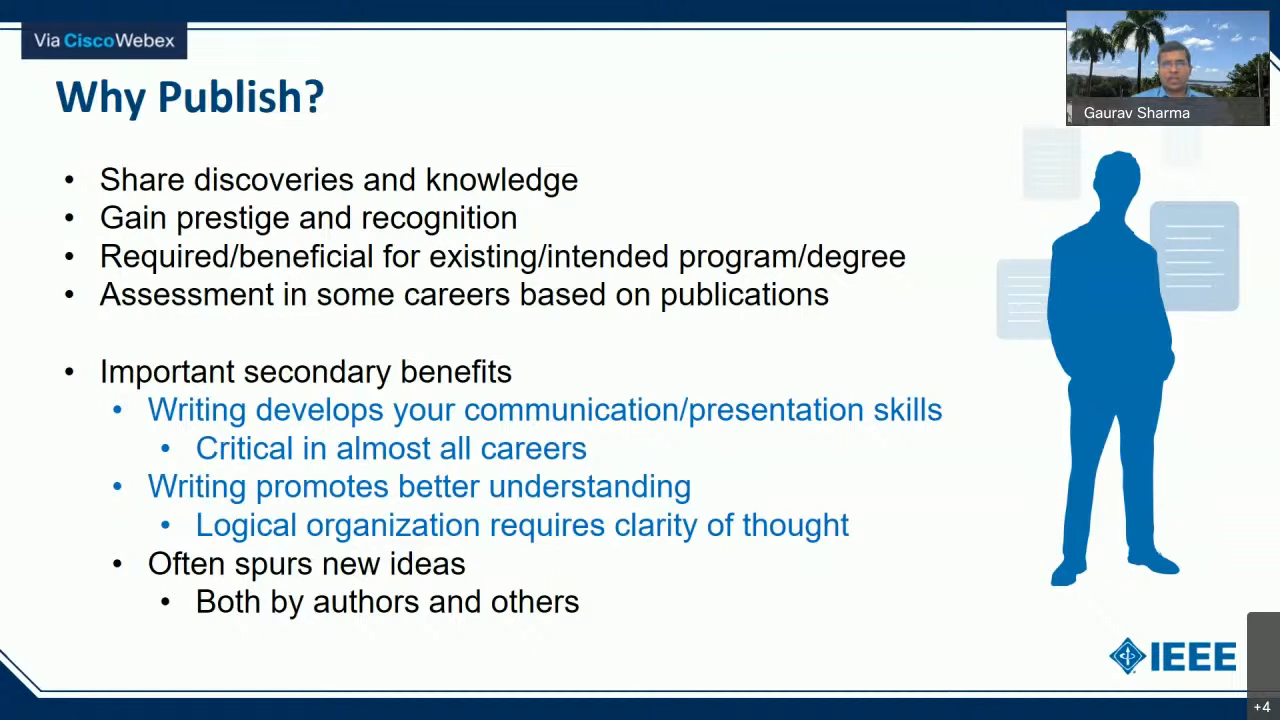 Via CiscoWebex
Gaurav Sharma
Why Publish?
• Share discoveries and knowledge
• Gain prestige and recognition
• Required/beneficial for existing/intended program/degree
• Assessment in some careers based on publications
• Important secondary benefits
• Writing develops your communication/presentation skills
• Critical in almost all careers
• Writing promotes better understanding
• Logical organization requires clarity of thought
• Often spurs new ideas
• Both by authors and others
IEEE
+4